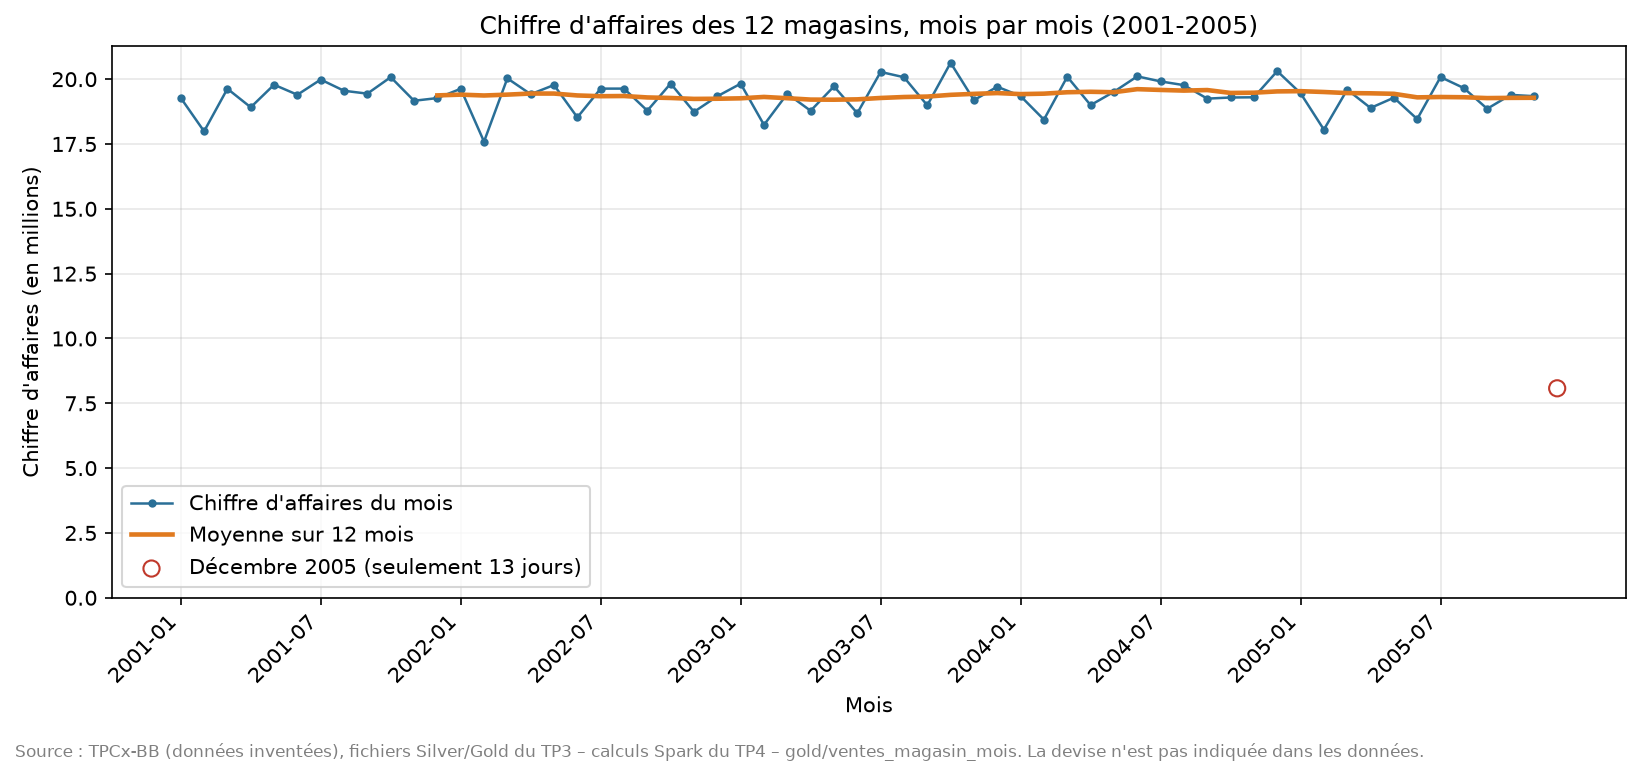 Chiffre d'affaires des 12 magasins, mois par mois (2001-2005)
Chiffre d'affaires (en millions)
20.0
17.5
15.0
12.5
10.0
7.5
5.0
2.5
0.0
Chiffre d'affaires du mois
Moyenne sur 12 mois
Décembre 2005 (seulement 13 jours)
2001-01
2001-07
2002-01
2002-07
2003-01
2003-07
2004-01
2004-07
2005-01
2005-07
Mois
Source : TPCx-BB (données inventées), fichiers Silver/Gold du TP3 – calculs Spark du TP4 – gold/ventes_magasin_mois. La devise n'est pas indiquée dans les données.